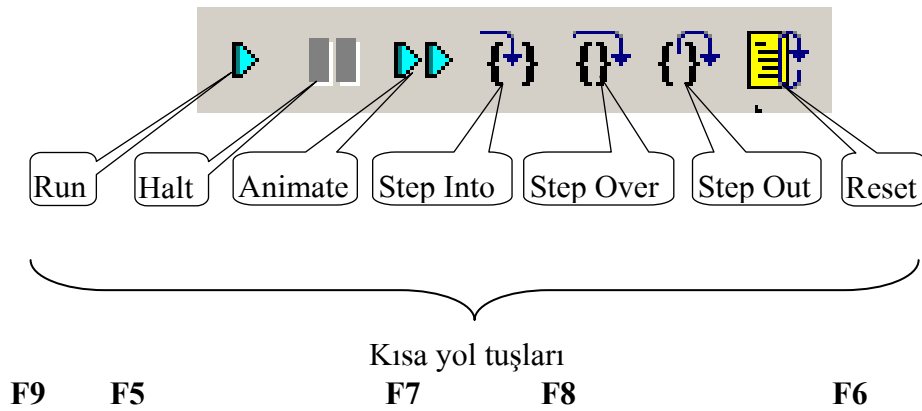 Run Halt Animate Step Into Step Over Step Out Reset
Kısa yol tuşları
F9 F5 F7 F8 F6